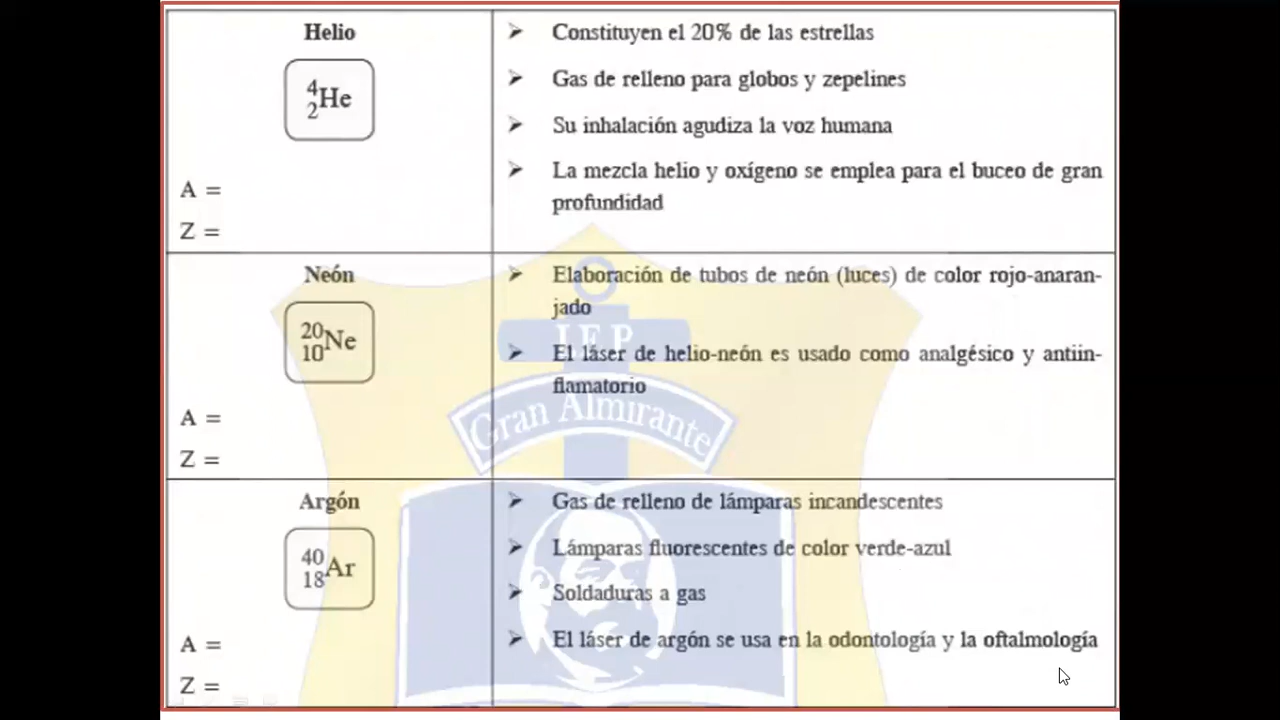 Helio
4
2He
A =
Z =
➤ Constituyen el 20% de las estrellas
➤ Gas de relleno para globos y zepelines
➤ Su inhalación agudiza la voz humana
➤ La mezcla helio y oxígeno se emplea para el buceo de gran
profundidad
Neón
20
10Ne
A =
Z =
➤ Elaboración de tubos de neón (luces) de color rojo-anaran-
jado
➤ El láser de helio-neón es usado como analgésico y antiin-
flamatorio
Argón
40
18Ar
A =
Z =
➤ Gas de relleno de lámparas incandescentes
➤ Lámparas fluorescentes de color verde-azul
➤ Soldaduras a gas
➤ El láser de argón se usa en la odontología y la oftalmología
I E P
Gran Almirante